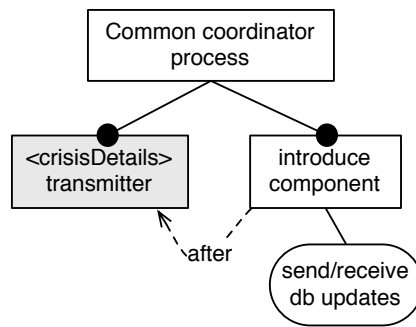 Common coordinator
process
<crisisDetails>
transmitter
introduce
component
after
send/receive
db updates